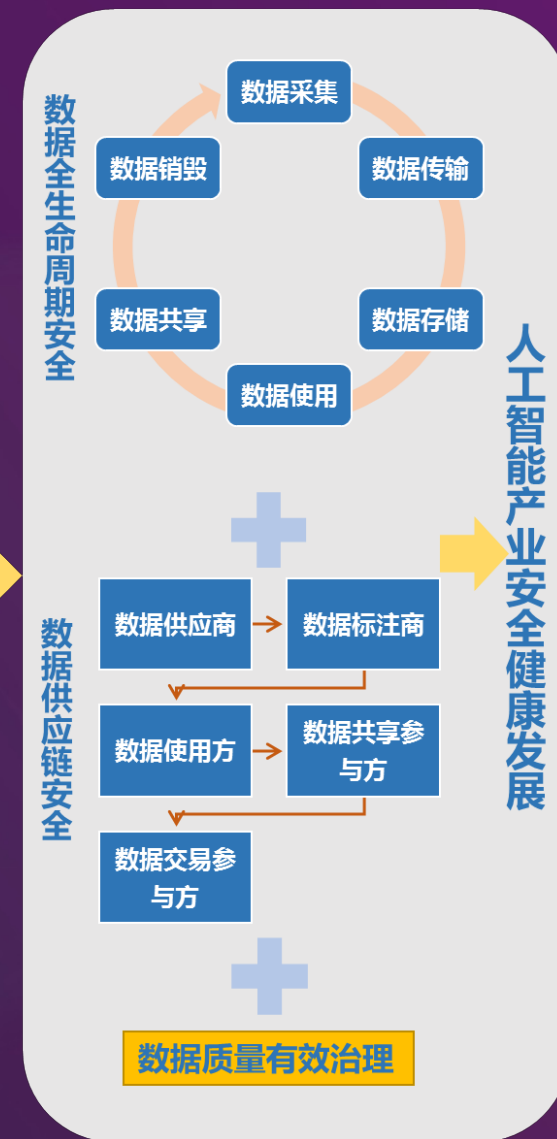 数据全生命周期安全
数据采集
数据传输
数据存储
数据使用
数据共享
数据销毁
数据供应链安全
数据供应商
数据标注商
数据使用方
数据共享参
与方
数据交易参
与方
数据质量有效治理
人工智能产业安全健康发展